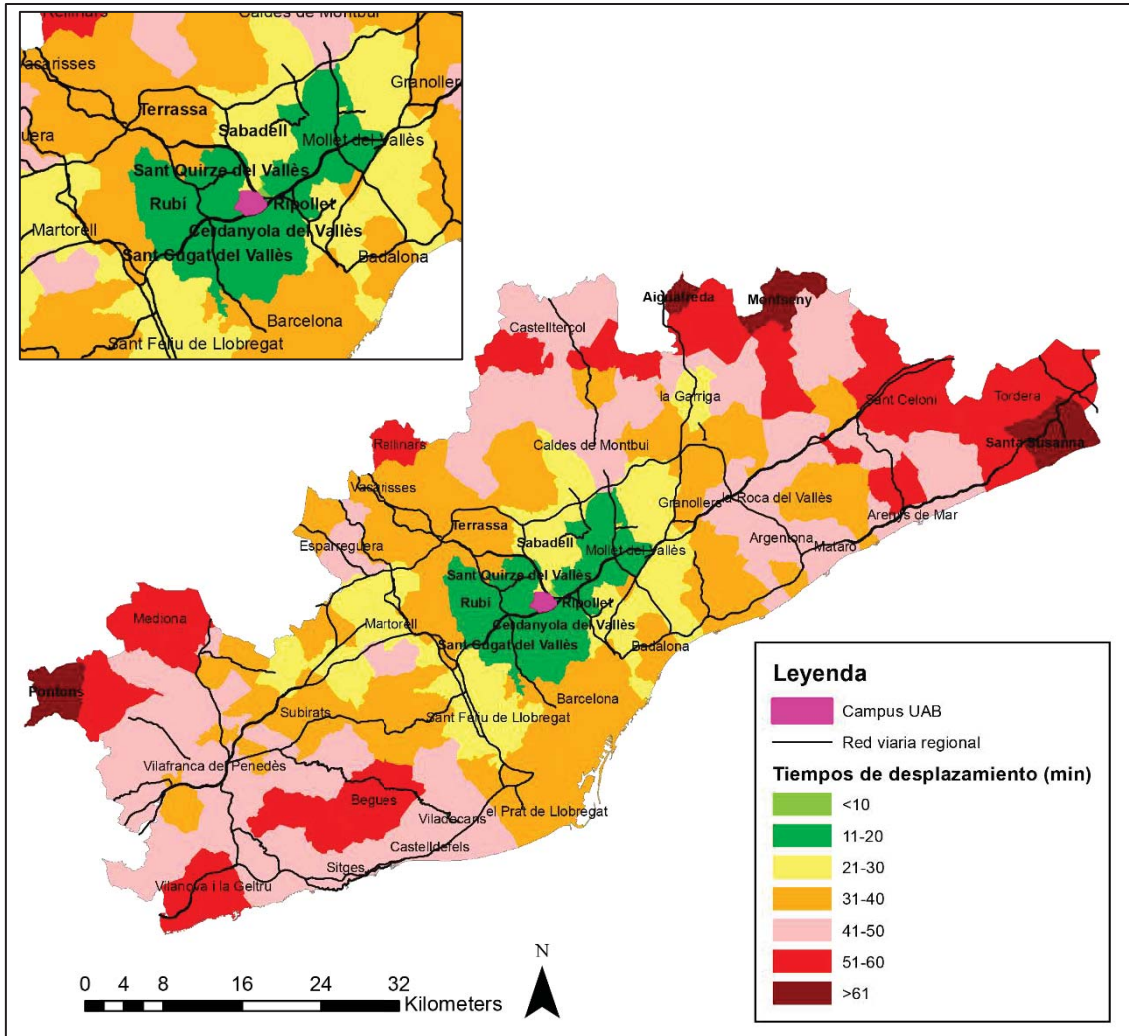 Rellinars
Caldes de Montbui
Vacarisses
Granoller
Terrassa
Sabadell
Mollet del Vallès
uera
Sant Quirze del Vallès
Rubí
Ripollet
Martorell
Cerdanyola del Vallès
Sant Cugat del Vallès
Badalona
Barcelona
Sant Feliu de Llobregat
Aiguafreda
Montseny
Castellterçol
la Garriga
Sant Celoni
Tordera
Rellinars
Caldes de Montbui
Santa Susanna
Vacarisses
Granollers
la Roca del Vallès
Terrassa
Arenys de Mar
Esparreguera
Sabadell
Argentona
Mataró
Mollet del Vallès
Sant Quirze del Vallès
Rubí
Ripollet
Mediona
Martorell
Cerdanyola del Vallès
Sant Cugat del Vallès
Badalona
Pontons
Barcelona
Subirats
Sant Feliu de Llobregat
Vilafranca del Penedès
Begues
el Prat de Llobregat
Viladecans
Castelldefels
Sitges
Vilanova i la Geltrú
Leyenda
Campus UAB
Red viaria regional
Tiempos de desplazamiento (min)
<10
11-20
21-30
31-40
41-50
51-60
>61
N
0 4 8 16 24 32
Kilometers